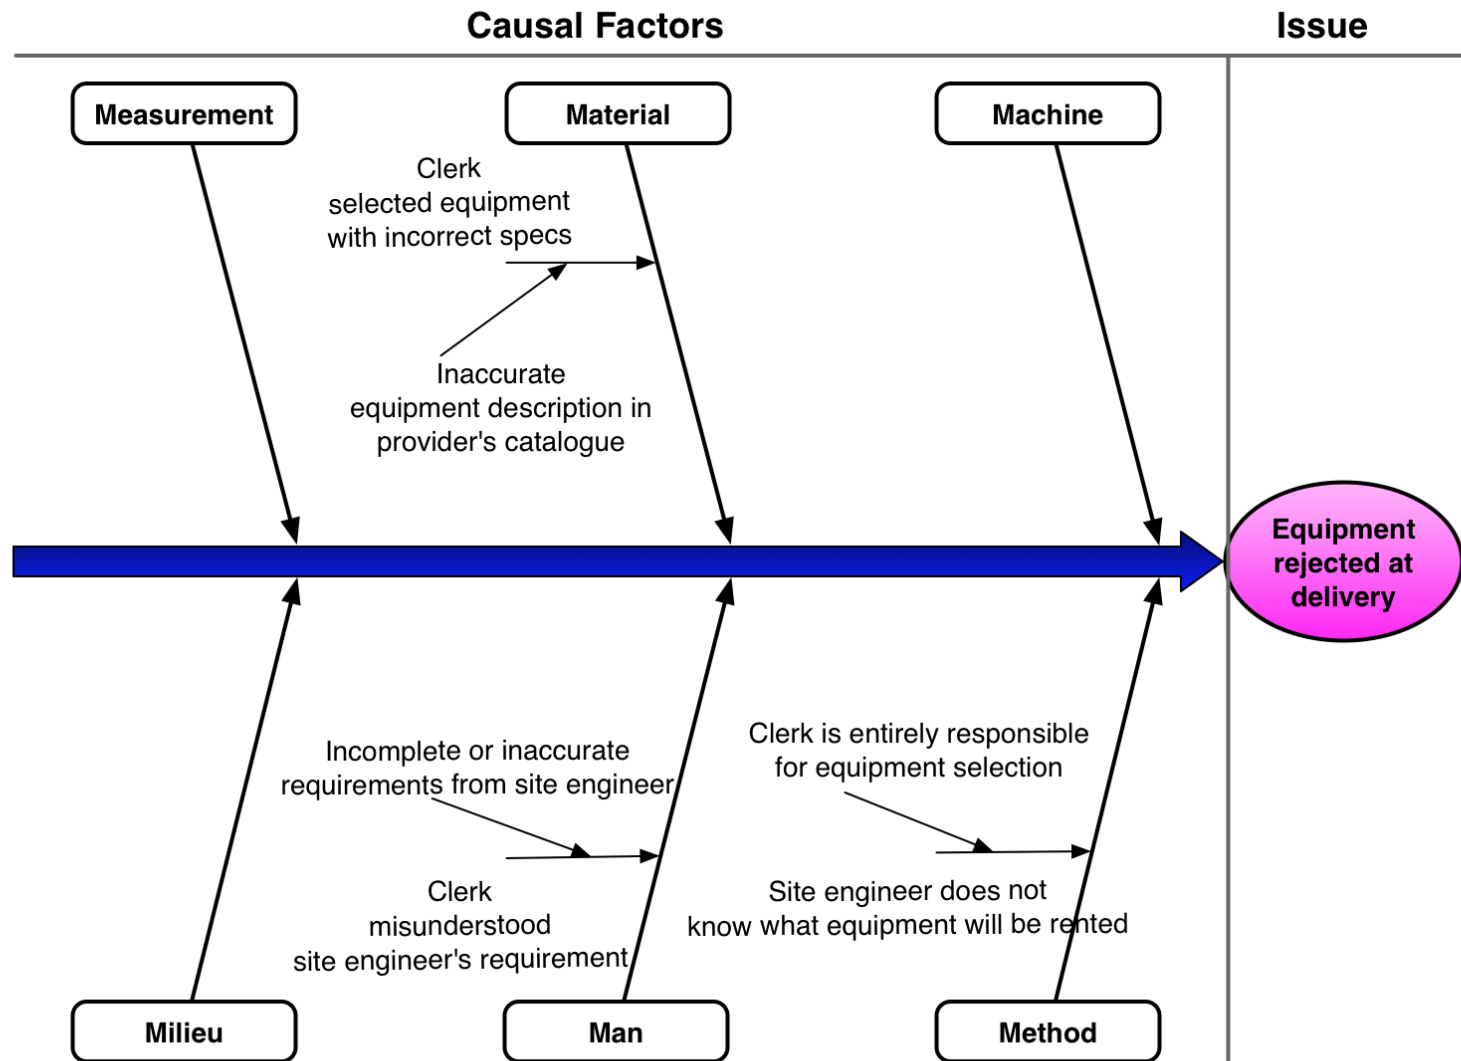 Causal Factors
Issue
Measurement
Material
Machine
Clerk
selected equipment
with incorrect specs
Inaccurate
equipment description in
provider's catalogue
Equipment
rejected at
delivery
Incomplete or inaccurate
requirements from site engineer
Clerk is entirely responsible
for equipment selection
Clerk
misunderstood
site engineer's requirement
Site engineer does not
know what equipment will be rented
Milieu
Man
Method